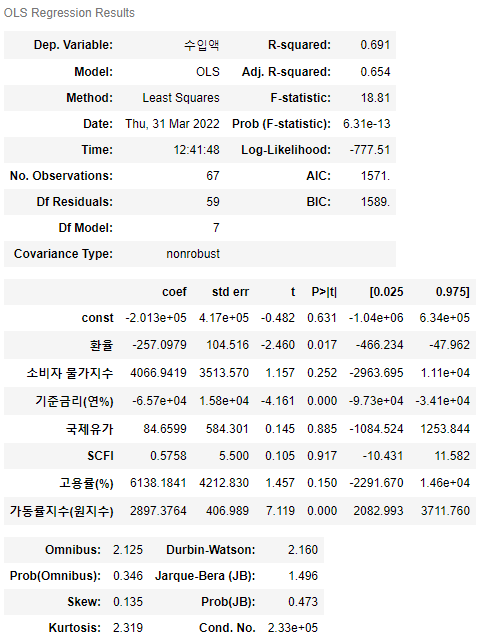 OLS Regression Results
Dep. Variable: 수입액 R-squared: 0.691
Model: OLS Adj. R-squared: 0.654
Method: Least Squares F-statistic: 18.81
Date: Thu, 31 Mar 2022 Prob (F-statistic): 6.31e-13
Time: 12:41:48 Log-Likelihood: -777.51
No. Observations: 67 AIC: 1571.
Df Residuals: 59 BIC: 1589.
Df Model: 7
Covariance Type: nonrobust
coef std err t P>|t| [0.025 0.975]
const -2.013e+05 4.17e+05 -0.482 0.631 -1.04e+06 6.34e+05
환율 -257.0979 104.516 -2.460 0.017 -466.234 -47.962
소비자 물가지수 4066.9419 3513.570 1.157 0.252 -2963.695 1.11e+04
기준금리(연%) -6.57e+04 1.58e+04 -4.161 0.000 -9.73e+04 -3.41e+04
국제유가 84.6599 584.301 0.145 0.885 -1084.524 1253.844
SCFI 0.5758 5.500 0.105 0.917 -10.431 11.582
고용률(%) 6138.1841 4212.830 1.457 0.150 -2291.670 1.46e+04
가동률지수(원지수) 2897.3764 406.989 7.119 0.000 2082.993 3711.760
Omnibus: 2.125 Durbin-Watson: 2.160
Prob(Omnibus): 0.346 Jarque-Bera (JB): 1.496
Skew: 0.135 Prob(JB): 0.473
Kurtosis: 2.319 Cond. No. 2.33e+05